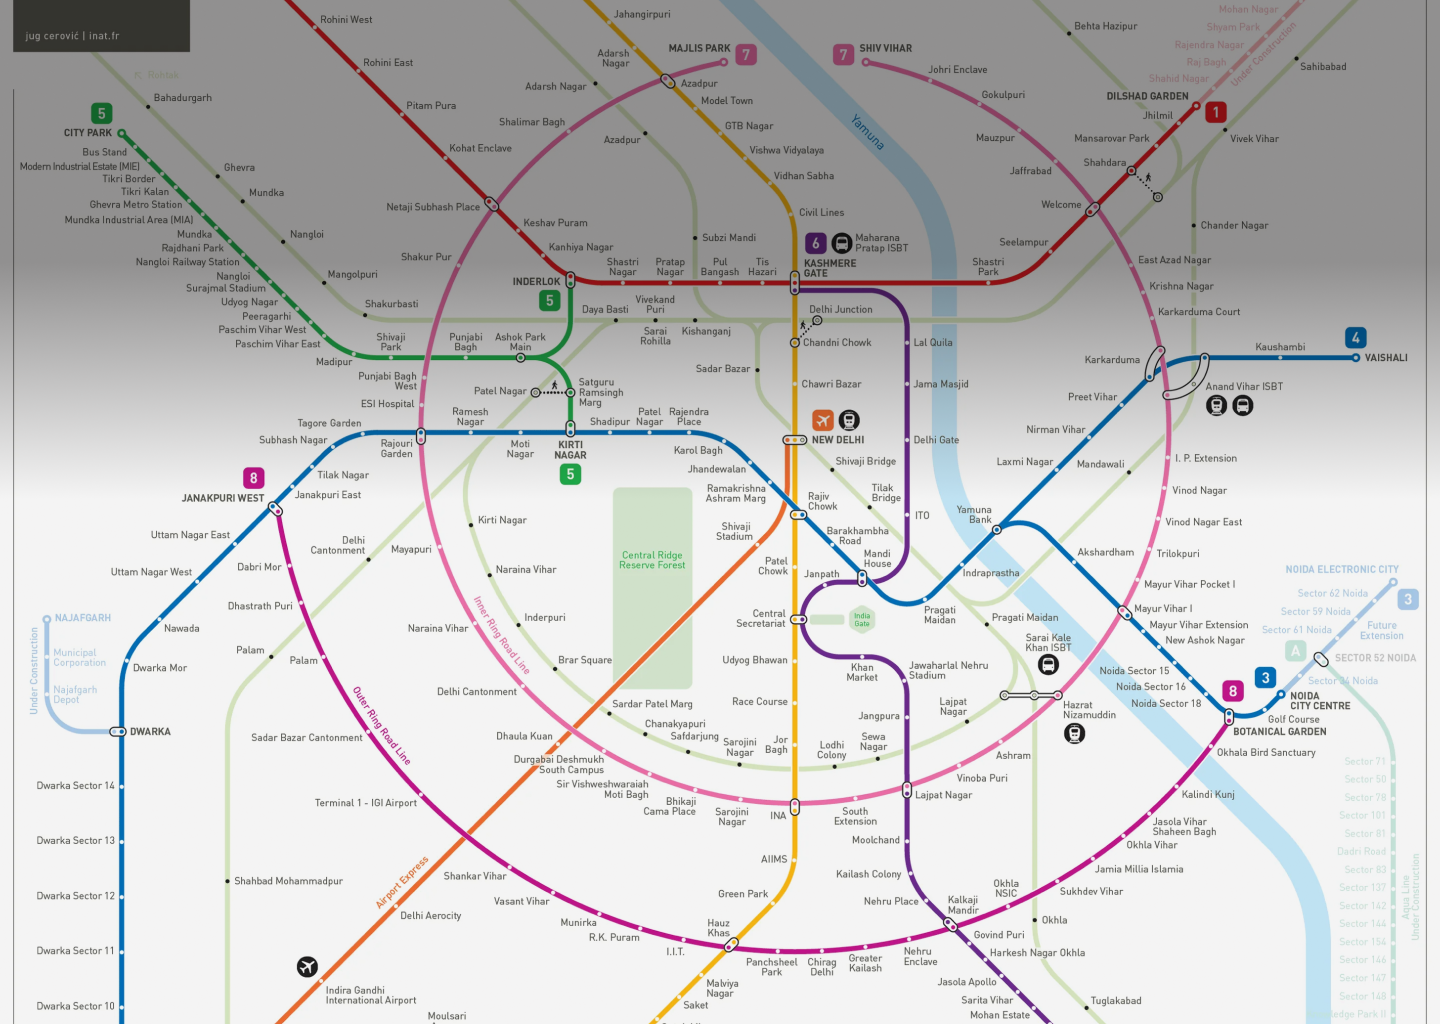 jug cerović | inat.fr
Rohini West
Jahangirpuri
Behta Hazipur
Mohan Nagar
Shyam Park
Rajendra Nagar
Raj Bagh
Shahid Nagar
Under Construction
Sahibabad
MAJLIS PARK
7
7
SHIV VIHAR
Adarsh
Nagar
Rohini East
K. Rohtak
Adarsh Nagar
Azadpur
Johri Enclave
Bahadurgarh
Model Town
Gokulpuri
DILSHAD GARDEN
1
5
CITY PARK
Pitam Pura
Shalimar Bagh
GTB Nagar
Jhilmil
Azadpur
Mauzpur
Mansarovar Park
Vivek Vihar
Yamuna
Bus Stand
Kohat Enclave
Vishwa Vidyalaya
Shahdara
Modern Industrial Estate (MIE)
Ghevra
Jaffrabad
Tikri Border
Vidhan Sabha
Tikri Kalan
Mundka
Ghevra Metro Station
Netaji Subhash Place
Welcome
Mundka Industrial Area (MIA)
Civil Lines
Mundka
Nangloi
Keshav Puram
Subzi Mandi
Chander Nagar
Rajdhani Park
Kanhiya Nagar
6
Maharana
Pratap ISBT
Seelampur
Nangloi Railway Station
Shakur Pur
KASHMERE
GATE
Shastri
Park
East Azad Nagar
Nangloi
Mangolpuri
INDERLOK
Shastri
Nagar
Pratap
Nagar
Pul
Bangash
Tis
Hazari
Surajmal Stadium
Krishna Nagar
Udyog Nagar
Shakurbasti
5
Daya Basti
Vivekand
Puri
Delhi Junction
Karkarduma Court
Peeragarhi
Paschim Vihar West
Sarai
Rohilla
Kishanganj
Paschim Vihar East
Shivaji
Park
Punjabi
Bagh
Ashok Park
Main
Chandni Chowk
Lal Quila
4
Kaushambi
VAISHALI
Madipur
Karkarduma
Sadar Bazar
Punjabi Bagh
West
Patel Nagar
Satguru
Ramsingh
Marg
Chawri Bazar
Jama Masjid
Anand Vihar ISBT
ESI Hospital
Preet Vihar
Tagore Garden
Ramesh
Nagar
Shadipur
Patel
Nagar
Rajendra
Place
Subhash Nagar
Nirman Vihar
Rajouri
Garden
Moti
Nagar
KIRTI
NAGAR
NEW DELHI
Delhi Gate
Karol Bagh
5
Shivaji Bridge
I. P. Extension
Laxmi Nagar
Mandawali
Jhandewalan
8
JANAKPURI WEST
Tilak Nagar
Janakpuri East
Ramakrishna
Ashram Marg
Tilak
Bridge
Vinod Nagar
Rajiv
Chowk
ITO
Yamuna
Bank
Vinod Nagar East
Kirti Nagar
Shivaji
Stadium
Barakhambha
Road
Uttam Nagar East
Delhi
Cantonment
Mayapuri
Central Ridge
Reserve Forest
Mandi
House
Akshardham
Trilokpuri
Patel
Chowk
Uttam Nagar West
Dabri Mor
Naraina Vihar
Janpath
Indraprastha
Mayur Vihar Pocket I
NOIDA ELECTRONIC CITY
Sector 62 Noida
3
Dhastrath Puri
Inner Ring Road Line
Inderpuri
Central
Secretariat
India
Gate
Pragati
Maidan
Pragati Maidan
Mayur Vihar I
Mayur Vihar Extension
Sector 59 Noida
Sector 61 Noida
Future
Extension
NAJAFGARH
Under Construction
Nawada
Naraina Vihar
Sarai Kale
Khan ISBT
New Ashok Nagar
A
Municipal
Corporation
Palam
Palam
Brar Square
Udyog Bhawan
Khan
Market
Jawaharlal Nehru
Stadium
SECTOR 52 NOIDA
Dwarka Mor
Noida Sector 15
Sector 34 Noida
Najafgarh
Depot
Outer Ring Road Line
Delhi Cantonment
Noida Sector 16
3
Race Course
Lajpat
Nagar
Hazrat
Nizamuddin
Noida Sector 18
8
NOIDA
CITY CENTRE
Sardar Patel Marg
Jangpura
Golf Course
DWARKA
Sadar Bazar Cantonment
Dhaula Kuan
Chanakyapuri
Safdarjung
Jor
Bagh
Sewa
Nagar
BOTANICAL GARDEN
Sarojini
Nagar
Lodhi
Colony
Ashram
Okhala Bird Sanctuary
Durgabai Deshmukh
South Campus
Sector 71
Vinoba Puri
Sector 50
Dwarka Sector 14
Sir Vishweshwaraiah
Moti Bagh
Terminal 1 - IGI Airport
Bhikaji
Cama Place
Sarojini
Nagar
INA
South
Extension
Lajpat Nagar
Kalindi Kunj
Sector 78
Sector 101
Jasola Vihar
Shaheen Bagh
Sector 81
Dwarka Sector 13
Moolchand
Okhla Vihar
Dadri Road
AIIMS
Jamia Millia Islamia
Sector 83
Airport Express
Shankar Vihar
Kailash Colony
Okhla
NSIC
Sukhdev Vihar
Sector 137
Aqua Line
Under Construction
Shahbad Mohammadpur
Dwarka Sector 12
Vasant Vihar
Green Park
Nehru Place
Kalkaji
Mandir
Sector 142
Delhi Aerocity
Munirka
Hauz
Khas
Okhla
Sector 144
R.K. Puram
Govind Puri
Sector 154
Dwarka Sector 11
I.I.T.
Panchsheel
Park
Chirag
Delhi
Greater
Kailash
Nehru
Enclave
Harkesh Nagar Okhla
Sector 146
Sector 147
Malviya
Nagar
Jasola Apollo
Indira Gandhi
International Airport
Sector 148
Dwarka Sector 10
Saket
Sarita Vihar
Tuglakabad
Moulsari
Mohan Estate